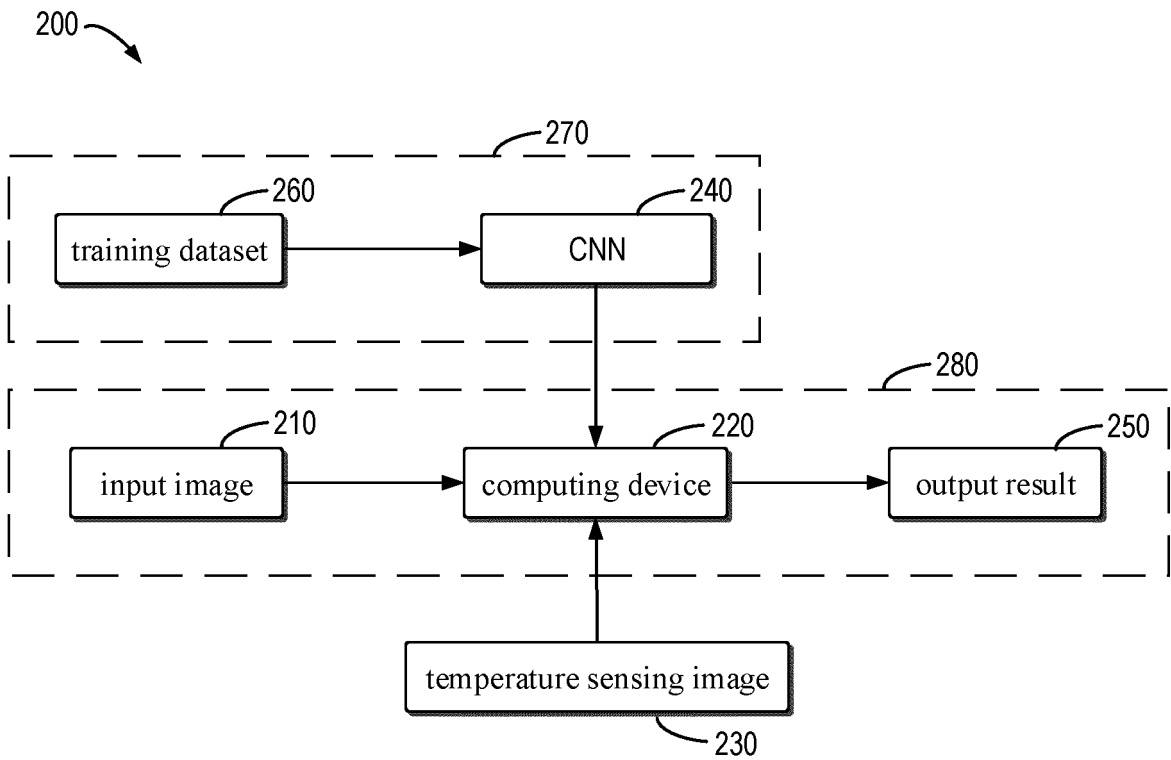 200
270
260
240
training dataset
CNN
280
210
220
250
input image
computing device
output result
temperature sensing image
230